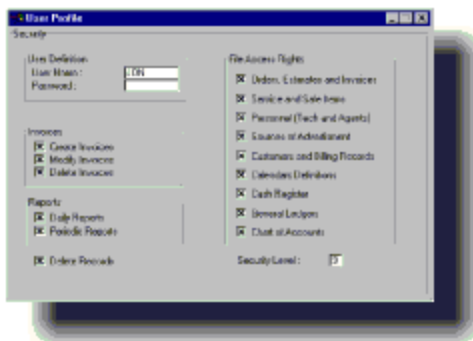 User Profile
Security
User Definition
User Name :
Password :
Invoices
Create Invoices
Modify Invoices
Delete Invoices
Reports
Daily Reports
Periodic Reports
Delete Records
File Access Rights
Orders, Estimates and Invoices
Service and Sale Items
Personnel (Tech and Agents)
Sources of Advertisment
Customers and Billing Records
Calendars Definitions
Cash Register
General Ledgers
Chart of Accounts
Security Level :